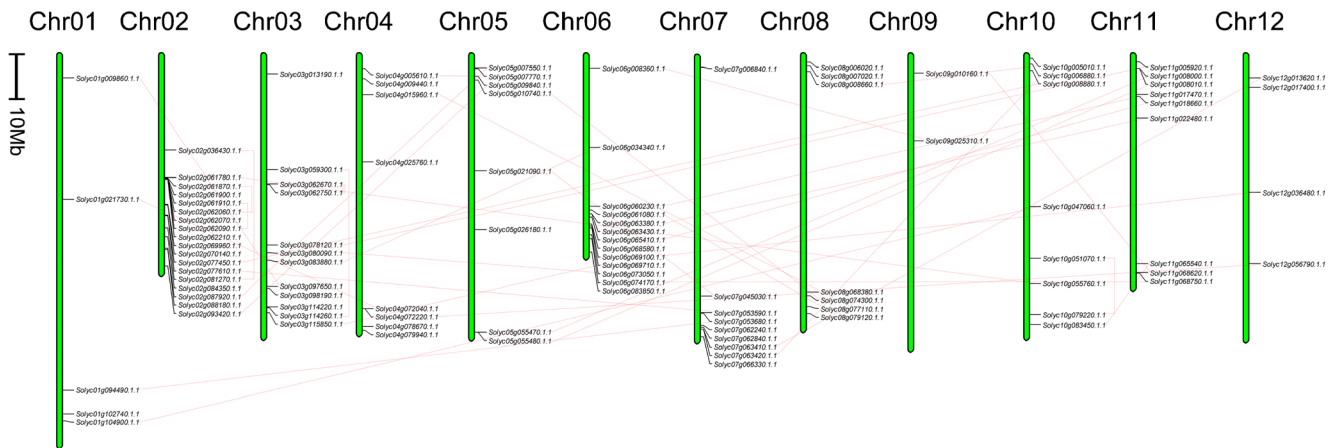 Chr01
Chr02
Chr03
Chr04
Chr05
Chr06
Chr07
Chr08
Chr09
Chr10
Chr11
Chr12
10Mb
Solyc01g009860.1.1
Solyc01g021730.1.1
Solyc01g094490.1.1
Solyc01g102740.1.1
Solyc01g104900.1.1
Solyc02g036430.1.1
Solyc02g061780.1.1
Solyc02g061870.1.1
Solyc02g061900.1.1
Solyc02g061910.1.1
Solyc02g062060.1.1
Solyc02g062070.1.1
Solyc02g062090.1.1
Solyc02g062210.1.1
Solyc02g069960.1.1
Solyc02g070140.1.1
Solyc02g077450.1.1
Solyc02g077610.1.1
Solyc02g081270.1.1
Solyc02g084350.1.1
Solyc02g087920.1.1
Solyc02g088180.1.1
Solyc02g093420.1.1
Solyc03g013190.1.1
Solyc03g059300.1.1
Solyc03g062670.1.1
Solyc03g062750.1.1
Solyc03g078120.1.1
Solyc03g080090.1.1
Solyc03g083880.1.1
Solyc03g097650.1.1
Solyc03g098190.1.1
Solyc03g114220.1.1
Solyc03g114260.1.1
Solyc03g115850.1.1
Solyc04g005610.1.1
Solyc04g009440.1.1
Solyc04g015960.1.1
Solyc04g025760.1.1
Solyc04g072040.1.1
Solyc04g072220.1.1
Solyc04g078670.1.1
Solyc04g079940.1.1
Solyc05g007550.1.1
Solyc05g007770.1.1
Solyc05g009840.1.1
Solyc05g010740.1.1
Solyc05g021090.1.1
Solyc05g026180.1.1
Solyc05g055470.1.1
Solyc05g055480.1.1
Solyc06g008360.1.1
Solyc06g034340.1.1
Solyc06g060230.1.1
Solyc06g061080.1.1
Solyc06g063380.1.1
Solyc06g063430.1.1
Solyc06g065410.1.1
Solyc06g068580.1.1
Solyc06g069100.1.1
Solyc06g069710.1.1
Solyc06g073050.1.1
Solyc06g074170.1.1
Solyc06g083850.1.1
Solyc07g006840.1.1
Solyc07g045030.1.1
Solyc07g053590.1.1
Solyc07g053680.1.1
Solyc07g062240.1.1
Solyc07g062840.1.1
Solyc07g063410.1.1
Solyc07g063420.1.1
Solyc07g066330.1.1
Solyc08g006020.1.1
Solyc08g007020.1.1
Solyc08g008660.1.1
Solyc08g068380.1.1
Solyc08g074300.1.1
Solyc08g077110.1.1
Solyc08g079120.1.1
Solyc09g010160.1.1
Solyc09g025310.1.1
Solyc10g005010.1.1
Solyc10g006880.1.1
Solyc10g008880.1.1
Solyc10g047060.1.1
Solyc10g051070.1.1
Solyc10g055760.1.1
Solyc10g079220.1.1
Solyc10g083450.1.1
Solyc11g005920.1.1
Solyc11g008000.1.1
Solyc11g008010.1.1
Solyc11g017470.1.1
Solyc11g018660.1.1
Solyc11g022480.1.1
Solyc11g065540.1.1
Solyc11g068620.1.1
Solyc11g068750.1.1
Solyc12g013620.1.1
Solyc12g017400.1.1
Solyc12g036480.1.1
Solyc12g056790.1.1